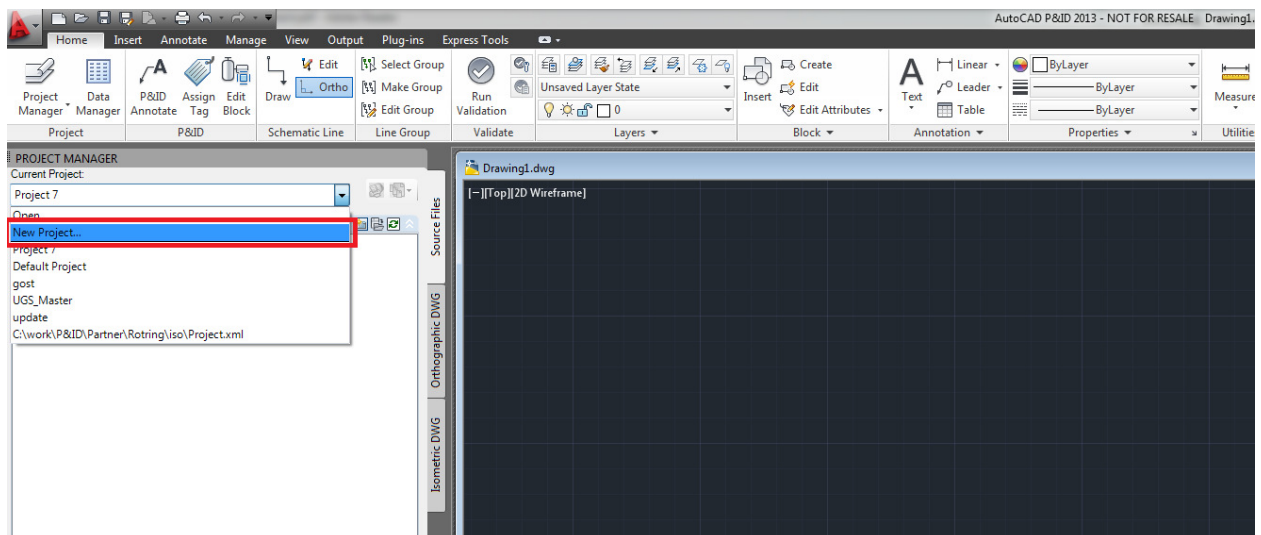 AutoCAD P&ID 2013 - NOT FOR RESALE Drawing1.
Home Insert Annotate Manage View Output Plug-ins Express Tools
Edit Select Group Unsaved Layer State Create Linear ByLayer
Project Manager Data Manager P&ID Annotate Assign Tag Edit Block Draw Ortho Make Group Run Validation Insert Edit Text Leader ByLayer Measure
Edit Group 0 Edit Attributes Table ByLayer
Project P&ID Schematic Line Line Group Validate Layers Block Annotation Properties Utilitie
PROJECT MANAGER
Current Project:
Project 7
Open
New Project...
Project 7
Default Project
gost
UGS_Master
update
C:\work\P&ID\Partner\Rotring\iso\Project.xml
Source Files
Orthographic DWG
Isometric DWG
Drawing1.dwg
[−][Top][2D Wireframe]